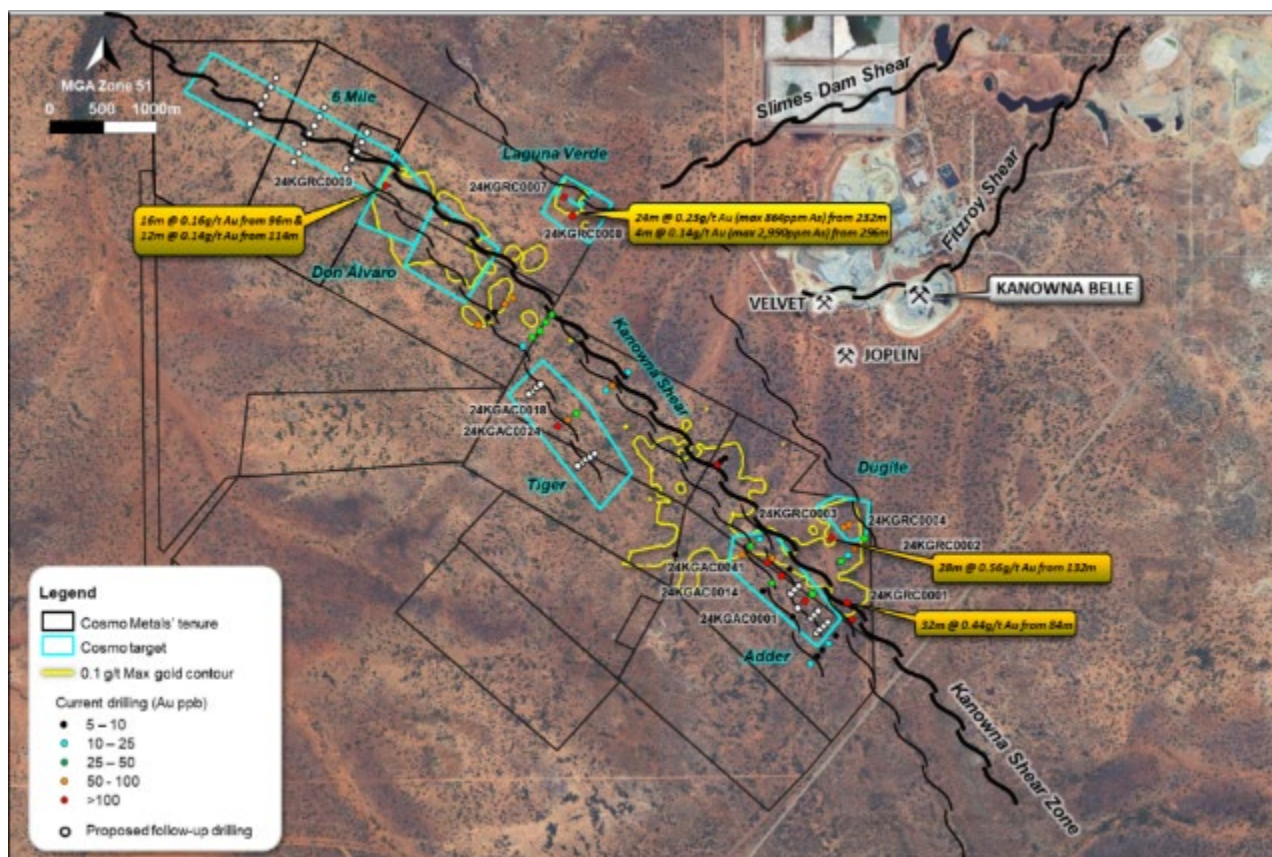 MGA Zone 51
0 500 1000m
6 Mile
Slimes Dam Shear
Fitzroy Shear
Laguna Verde
24KGRC0007
24KGRC0009
24KGRC0008
16m @ 0.16g/t Au from 96m &
12m @ 0.14g/t Au from 114m
24m @ 0.23g/t Au (max 864ppm As) from 232m
4m @ 0.14g/t Au (max 2,990ppm As) from 296m
Don Alvaro
VELVET
KANOWNA BELLE
JOPLIN
Kanowna Shear
24KGAC0018
24KGAC0024
Tiger
Dugite
24KGRC0003
24KGRC0004
24KGRC0002
28m @ 0.56g/t Au from 132m
24KGAC0041
24KGAC0014
24KGRC0001
24KGAC0001
32m @ 0.44g/t Au from 84m
Adder
Kanowna Shear Zone
Legend
Cosmo Metals' tenure
Cosmo target
0.1 g/t Max gold contour
Current drilling (Au ppb)
5 – 10
10 – 25
25 – 50
50 - 100
>100
Proposed follow-up drilling